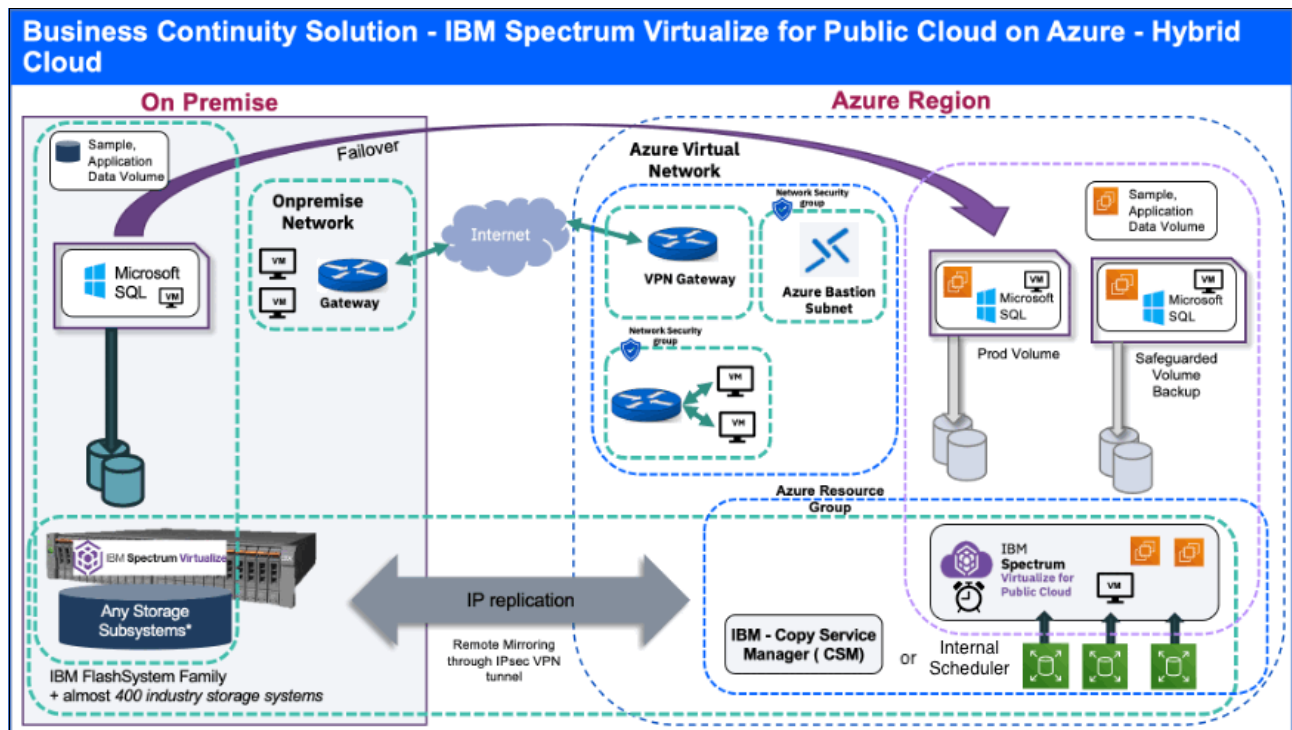 Business Continuity Solution - IBM Spectrum Virtualize for Public Cloud on Azure - Hybrid
Cloud
On Premise
Azure Region
Sample,
Application
Data Volume
Failover
Onpremise
Network
VM
VM
Gateway
Internet
Azure Virtual
Network
Network Security
group
VPN Gateway
Azure Bastion
Subnet
Network Security
group
VM
VM
Sample,
Application
Data Volume
Microsoft
SQL
VM
VM
Microsoft
SQL
Prod Volume
VM
Microsoft
SQL
Safeguarded
Volume
Backup
Azure Resource
Group
IBM Spectrum Virtualize
Any Storage
Subsystems*
IBM FlashSystem Family
+ almost 400 industry storage systems
IP replication
Remote Mirroring
through IPsec VPN
tunnel
IBM - Copy Service
Manager ( CSM)
or
Internal
Scheduler
IBM
Spectrum
Virtualize for
Public Cloud
VM